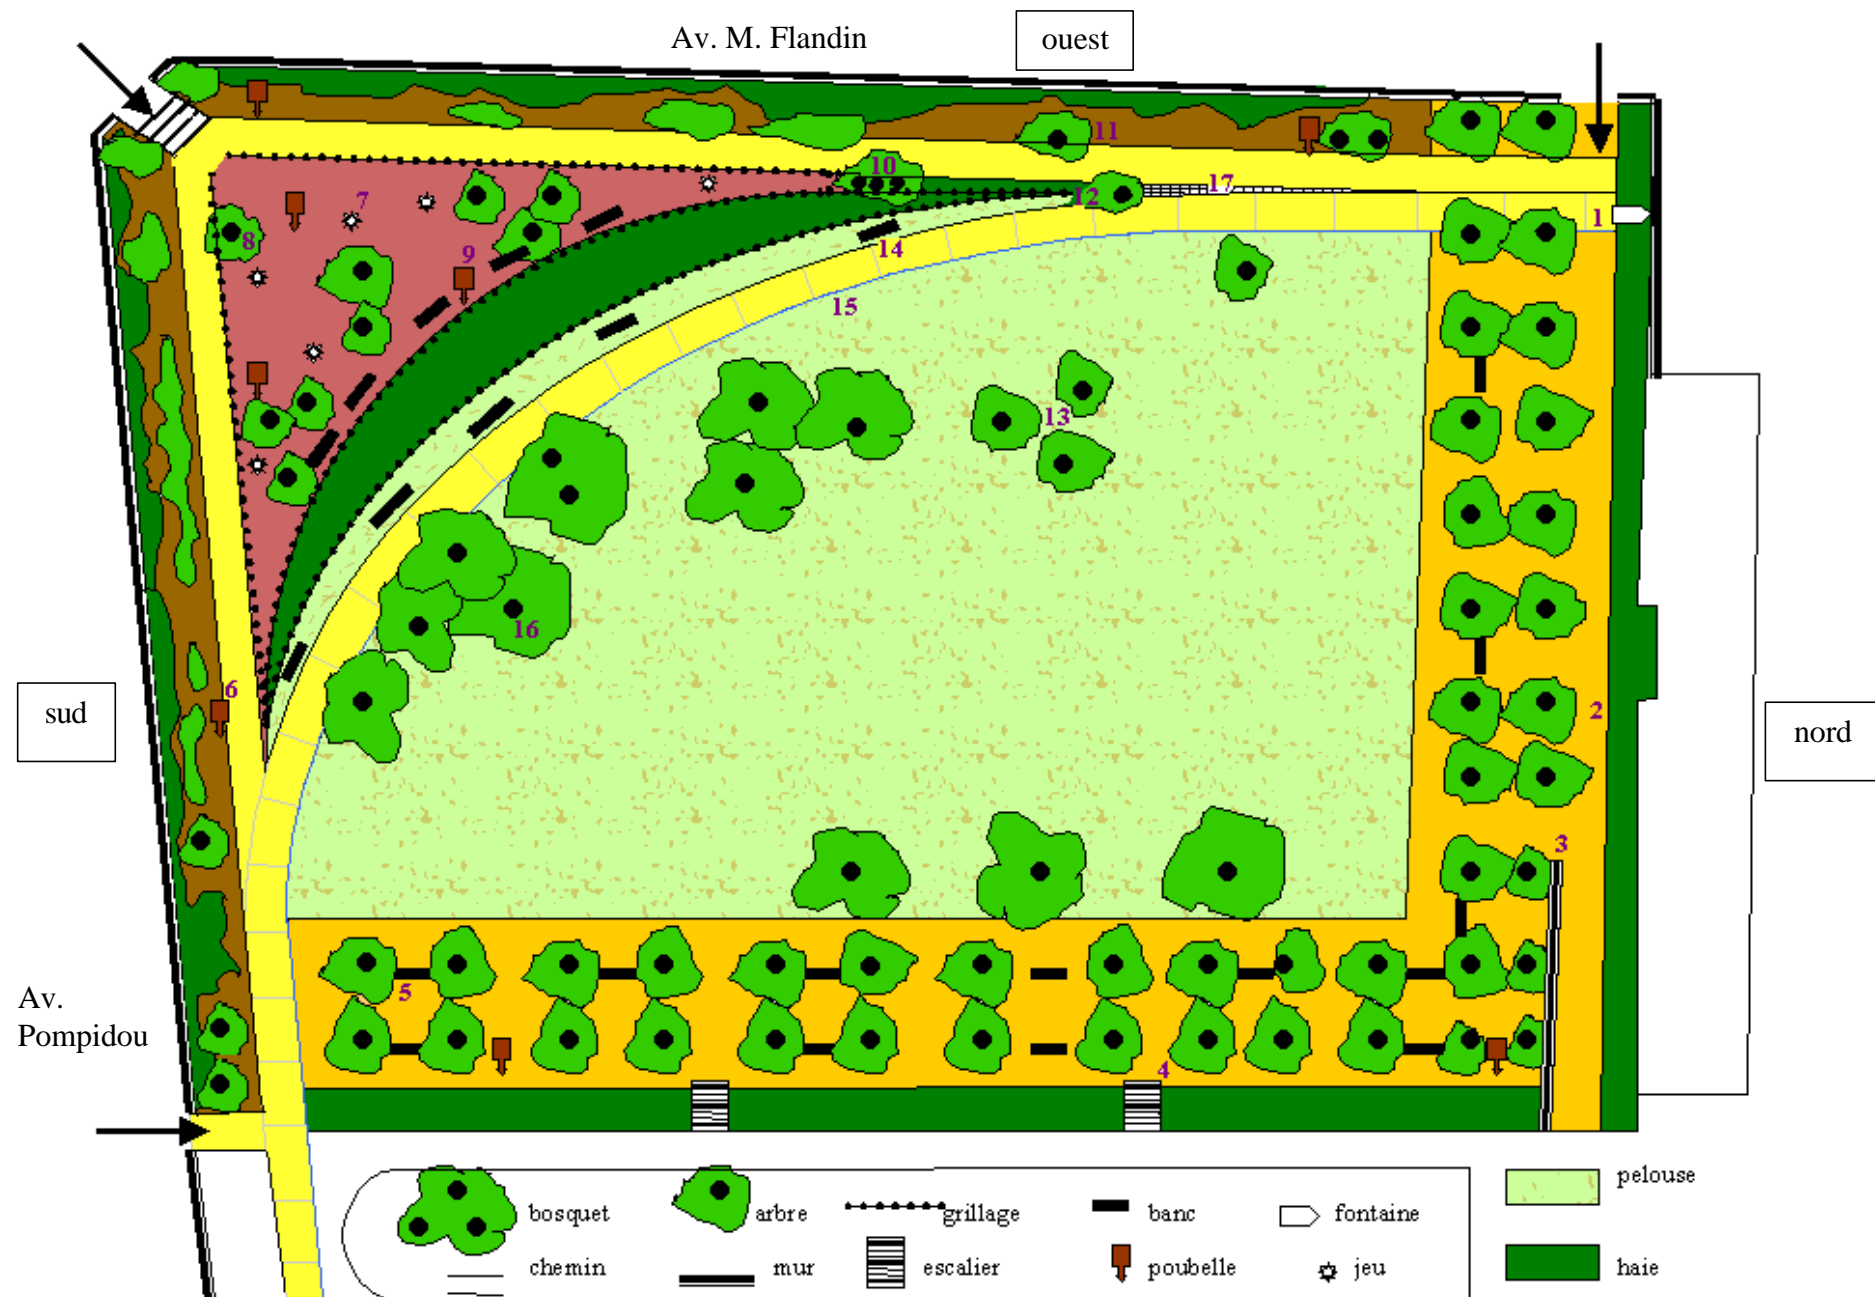 Av. M. Flandin
ouest
11
10
17
12
1
7
8
9
14
15
13
16
6
2
sud
nord
3
5
4
Av.
Pompidou
bosquet
arbre
grillage
banc
fontaine
pelouse
chemin
mur
escalier
poubelle
jeu
haie